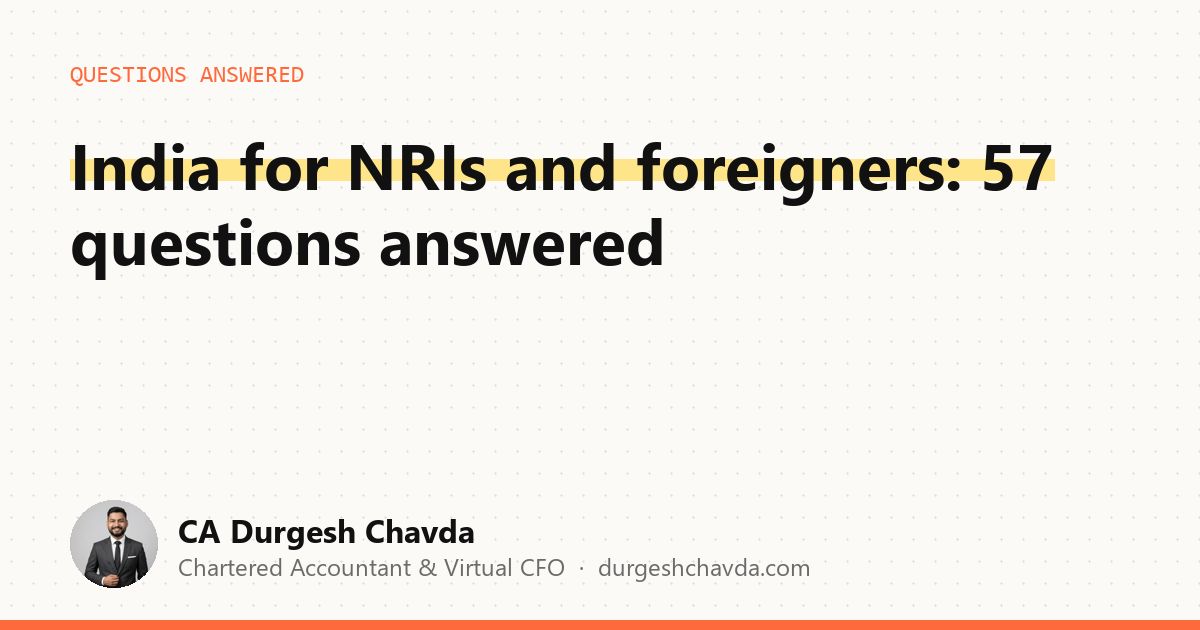 QUESTIONS ANSWERED
India for NRIs and foreigners: 57
questions answered
CA Durgesh Chavda
Chartered Accountant & Virtual CFO · durgeshchavda.com